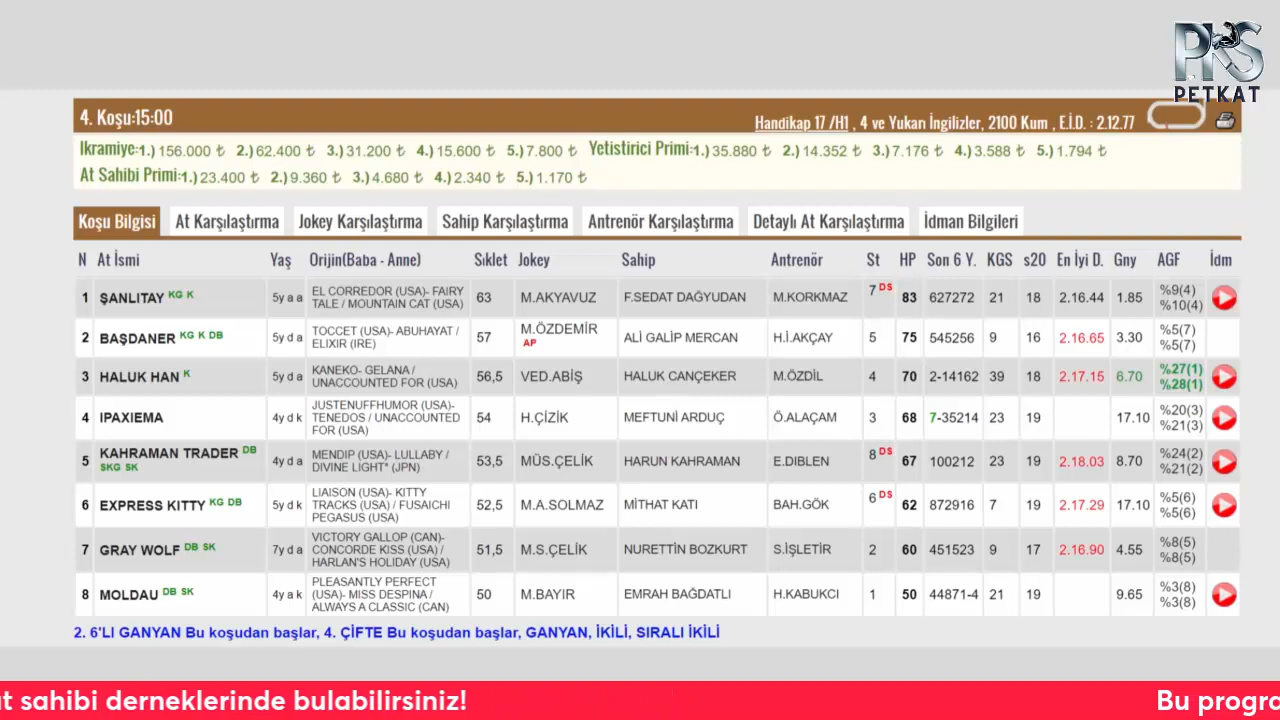 PKS
PETKAT
4. Koşu:15:00
Handikap 17 /H1 , 4 ve Yukarı İngilizler, 2100 Kum , E.İ.D. : 2.12.77
Ikramiye:1.) 156.000 ₺ 2.) 62.400 ₺ 3.) 31.200 ₺ 4.) 15.600 ₺ 5.) 7.800 ₺ Yetistirici Primi:1.) 35.880 ₺ 2.) 14.352 ₺ 3.) 7.176 ₺ 4.) 3.588 ₺ 5.) 1.794 ₺
At Sahibi Primi:1.) 23.400 ₺ 2.) 9.360 ₺ 3.) 4.680 ₺ 4.) 2.340 ₺ 5.) 1.170 ₺
Koşu Bilgisi At Karşılaştırma Jokey Karşılaştırma Sahip Karşılaştırma Antrenör Karşılaştırma Detaylı At Karşılaştırma İdman Bilgileri
N At İsmi Yaş Orijin(Baba - Anne) Sıklet Jokey Sahip Antrenör St HP Son 6 Y. KGS s20 En İyi D. Gny AGF İdm
1 ŞANLITAY KG K 5y a a EL CORREDOR (USA)- FAIRY TALE / MOUNTAIN CAT (USA) 63 M.AKYAVUZ F.SEDAT DAĞYUDAN M.KORKMAZ 7 DS 83 627272 21 18 2.16.44 1.85 %9(4) %10(4)
2 BAŞDANER KG K DB 5y d a TOCCET (USA)- ABUHAYAT / ELIXIR (IRE) 57 M.ÖZDEMİR AP ALİ GALİP MERCAN H.İ.AKÇAY 5 75 545256 9 16 2.16.65 3.30 %5(7) %5(7)
3 HALUK HAN K 5y d a KANEKO- GELANA / UNACCOUNTED FOR (USA) 56,5 VED.ABİŞ HALUK CANÇEKER M.ÖZDİL 4 70 2-14162 39 18 2.17.15 6.70 %27(1) %28(1)
4 IPAXIEMA 4y d k JUSTENUFFHUMOR (USA)- TENEDOS / UNACCOUNTED FOR (USA) 54 H.ÇİZİK MEFTUNİ ARDUÇ Ö.ALAÇAM 3 68 7-35214 23 19 17.10 %20(3) %21(3)
5 KAHRAMAN TRADER DB SKG SK 4y d a MENDIP (USA)- LULLABY / DIVINE LIGHT* (JPN) 53,5 MÜS.ÇELİK HARUN KAHRAMAN E.DIBLEN 8 DS 67 100212 23 19 2.18.03 8.70 %24(2) %21(2)
6 EXPRESS KITTY KG DB 5y d k LIAISON (USA)- KITTY TRACKS (USA) / FUSAICHI PEGASUS (USA) 52,5 M.A.SOLMAZ MİTHAT KATI BAH.GÖK 6 DS 62 872916 7 19 2.17.29 17.10 %5(6) %5(6)
7 GRAY WOLF DB SK 7y d a VICTORY GALLOP (CAN)- CONCORDE KISS (USA) / HARLAN'S HOLIDAY (USA) 51,5 M.S.ÇELİK NURETTİN BOZKURT S.İŞLETİR 2 60 451523 9 17 2.16.90 4.55 %8(5) %8(5)
8 MOLDAU DB SK 4y a k PLEASANTLY PERFECT (USA)- MISS DESPINA / ALWAYS A CLASSIC (CAN) 50 M.BAYIR EMRAH BAĞDATLI H.KABUKCI 1 50 44871-4 21 19 9.65 %3(8) %3(8)
2. 6'LI GANYAN Bu koşudan başlar, 4. ÇİFTE Bu koşudan başlar, GANYAN, İKİLİ, SIRALI İKİLİ
at sahibi derneklerinde bulabilirsiniz! Bu progra